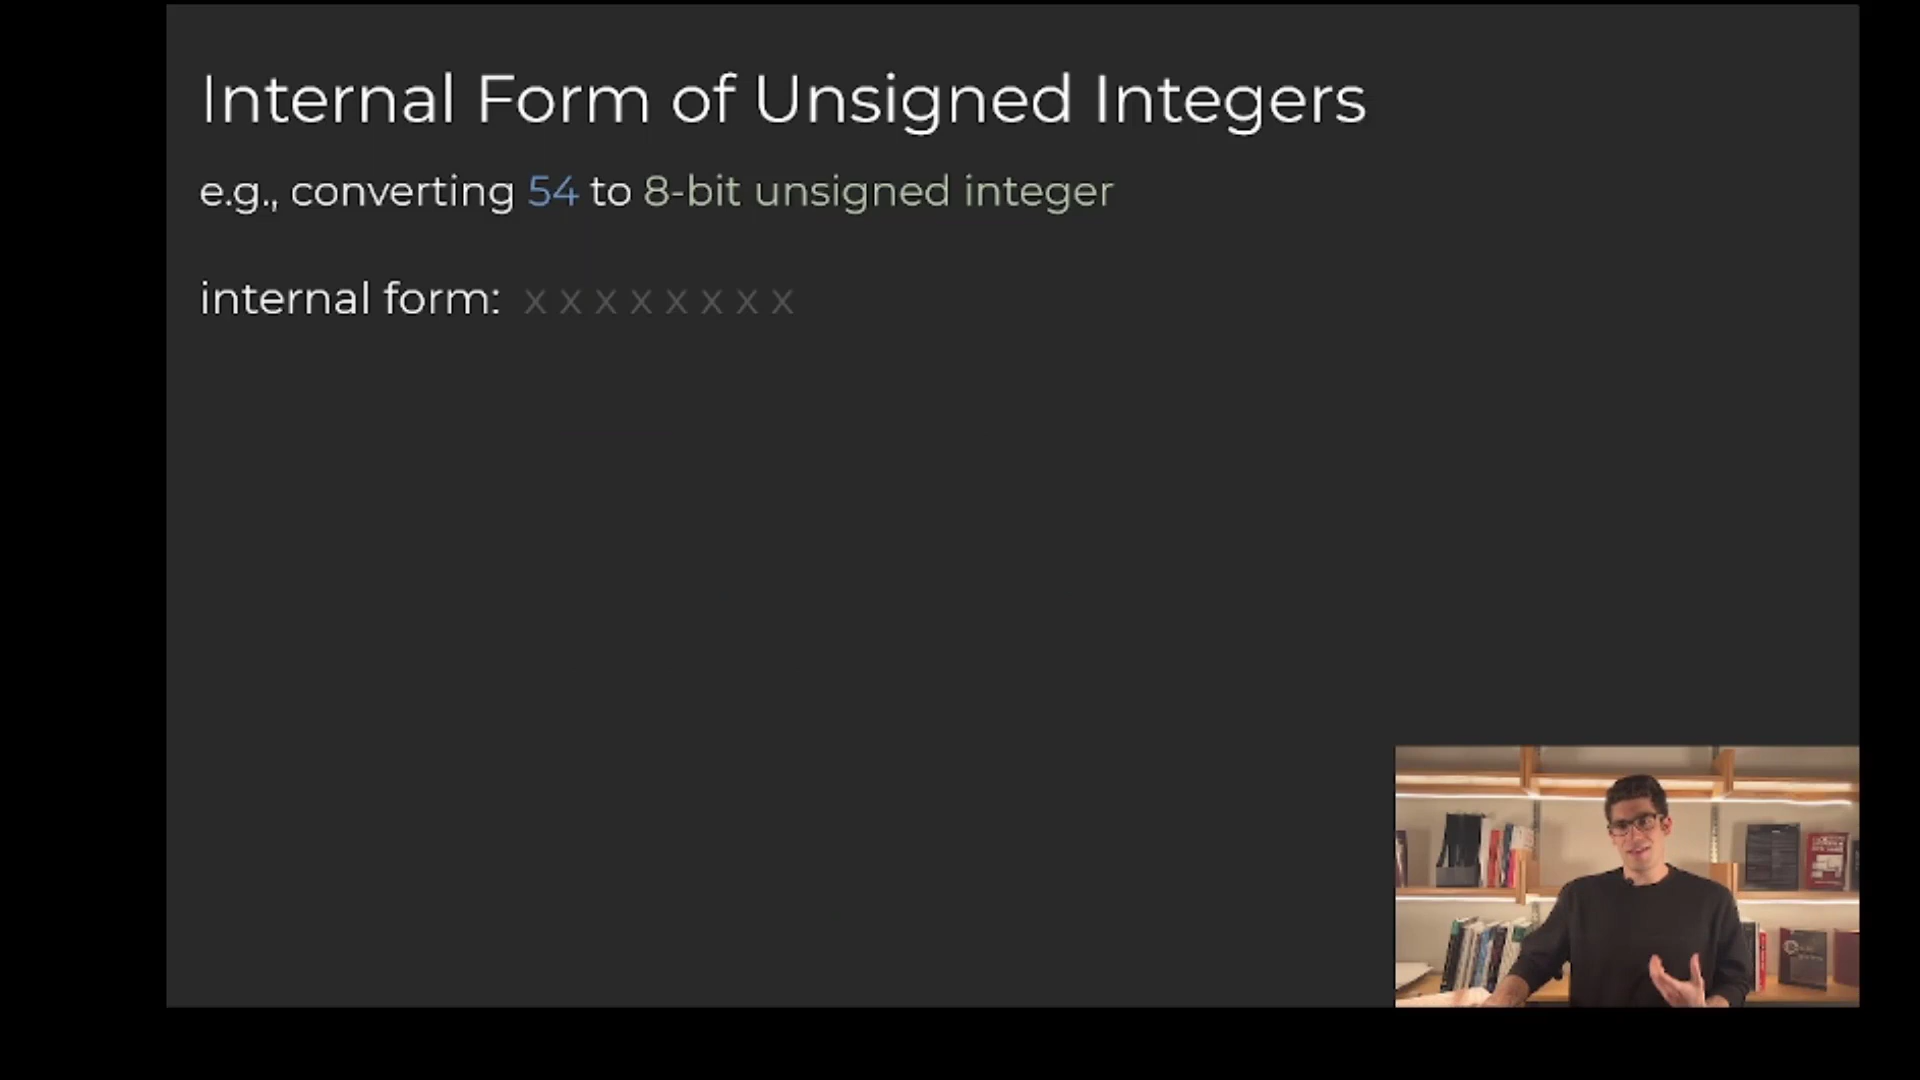 Internal Form of Unsigned Integers
e.g., converting 54 to 8-bit unsigned integer
internal form: x x x x x x x x